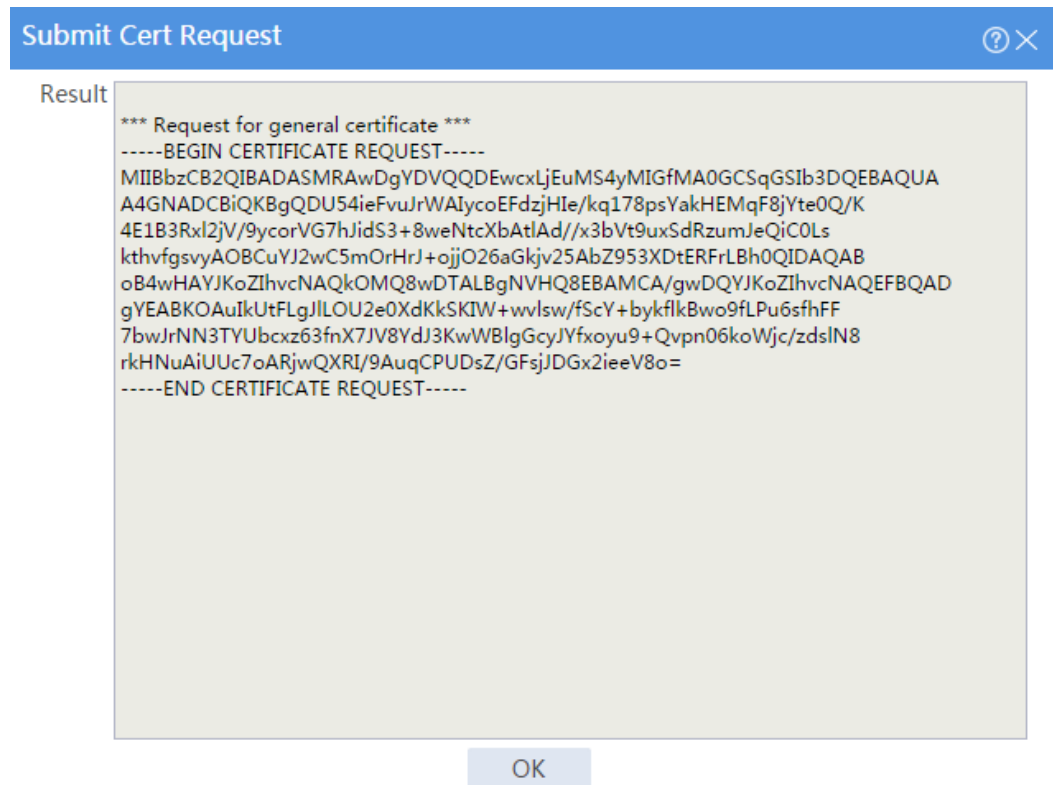 Submit Cert Request
Result
*** Request for general certificate ***
-----BEGIN CERTIFICATE REQUEST-----
MIIBbzCB2QIBADASMRAwDgYDVQQDEwcxLjEuMS4yMIGfMA0GCSqGSIb3DQEBAQUA
A4GNADCBiQKBgQDU54ieFvuJrWAIycoEFdzjHIe/kq178psYakHEMqF8jYte0Q/K
4E1B3Rxl2jV/9ycorVG7hJidS3+8weNtcXbAtlAd//x3bVt9uxSdRzumJeQiC0Ls
kthvfgsvyAOBCuYJ2wC5mOrHrJ+ojjO26aGkjv25AbZ953XDtERFrLBh0QIDAQAB
oB4wHAYJKoZIhvcNAQkOMQ8wDTALBgNVHQ8EBAMCA/gwDQYJKoZIhvcNAQEFBQAD
gYEABKOAuIkUtFLgJlLOU2e0XdKkSKIW+wvlsw/fScY+bykflkBwo9fLPu6sfhFF
7bwJrNN3TYUbcxz63fnX7JV8YdJ3KwWBlgGcyJYfxoyu9+Qvpn06koWjc/zdslN8
rkHNuAiUUc7oARjwQXRI/9AuqCPUDsZ/GFsjJDGx2ieeV8o=
-----END CERTIFICATE REQUEST-----
OK